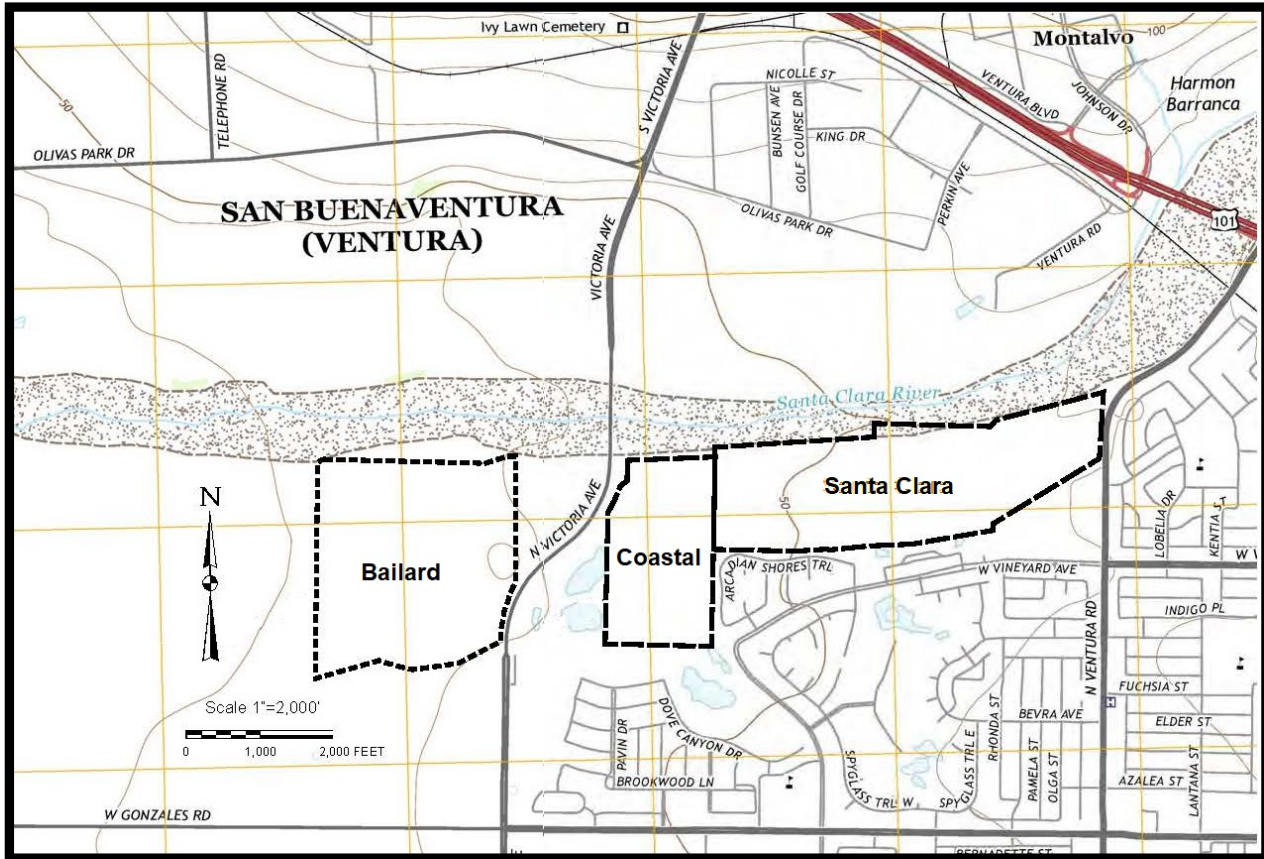 Ivy Lawn Cemetery
Montalvo
100
Harmon
Barranca
TELEPHONE RD
S VICTORIA AVE
NICOLLE ST
VENTURA BLVD
JOHNSON DR
50
BUNSEN AVE
GOLF COURSE DR
KING DR
OLIVAS PARK DR
PERKIN AVE
SAN BUENAVENTURA
(VENTURA)
OLIVAS PARK DR
101
VICTORIA AVE
VENTURA RD
Santa Clara River
Santa Clara
50
N
N VICTORIA AVE
Bailard
Coastal
ARCADIAN SHORES TRL
W VINEYARD AVE
LOBELIA DR
KENTIA S
W V
INDIGO PL
N VENTURA RD
FUCHSIA ST
H
BEVRA AVE
ELDER ST
RHONDA ST
PAMELA ST
OLGA ST
LANTANA ST
AZALEA ST
Scale 1"=2,000'
0 1,000 2,000 FEET
PAVIN DR
DOVE CANYON DR
BROOKWOOD LN
SPYGLASS TRL W
SPYGLASS TRL E
W GONZALES RD
BERNADETTE ST